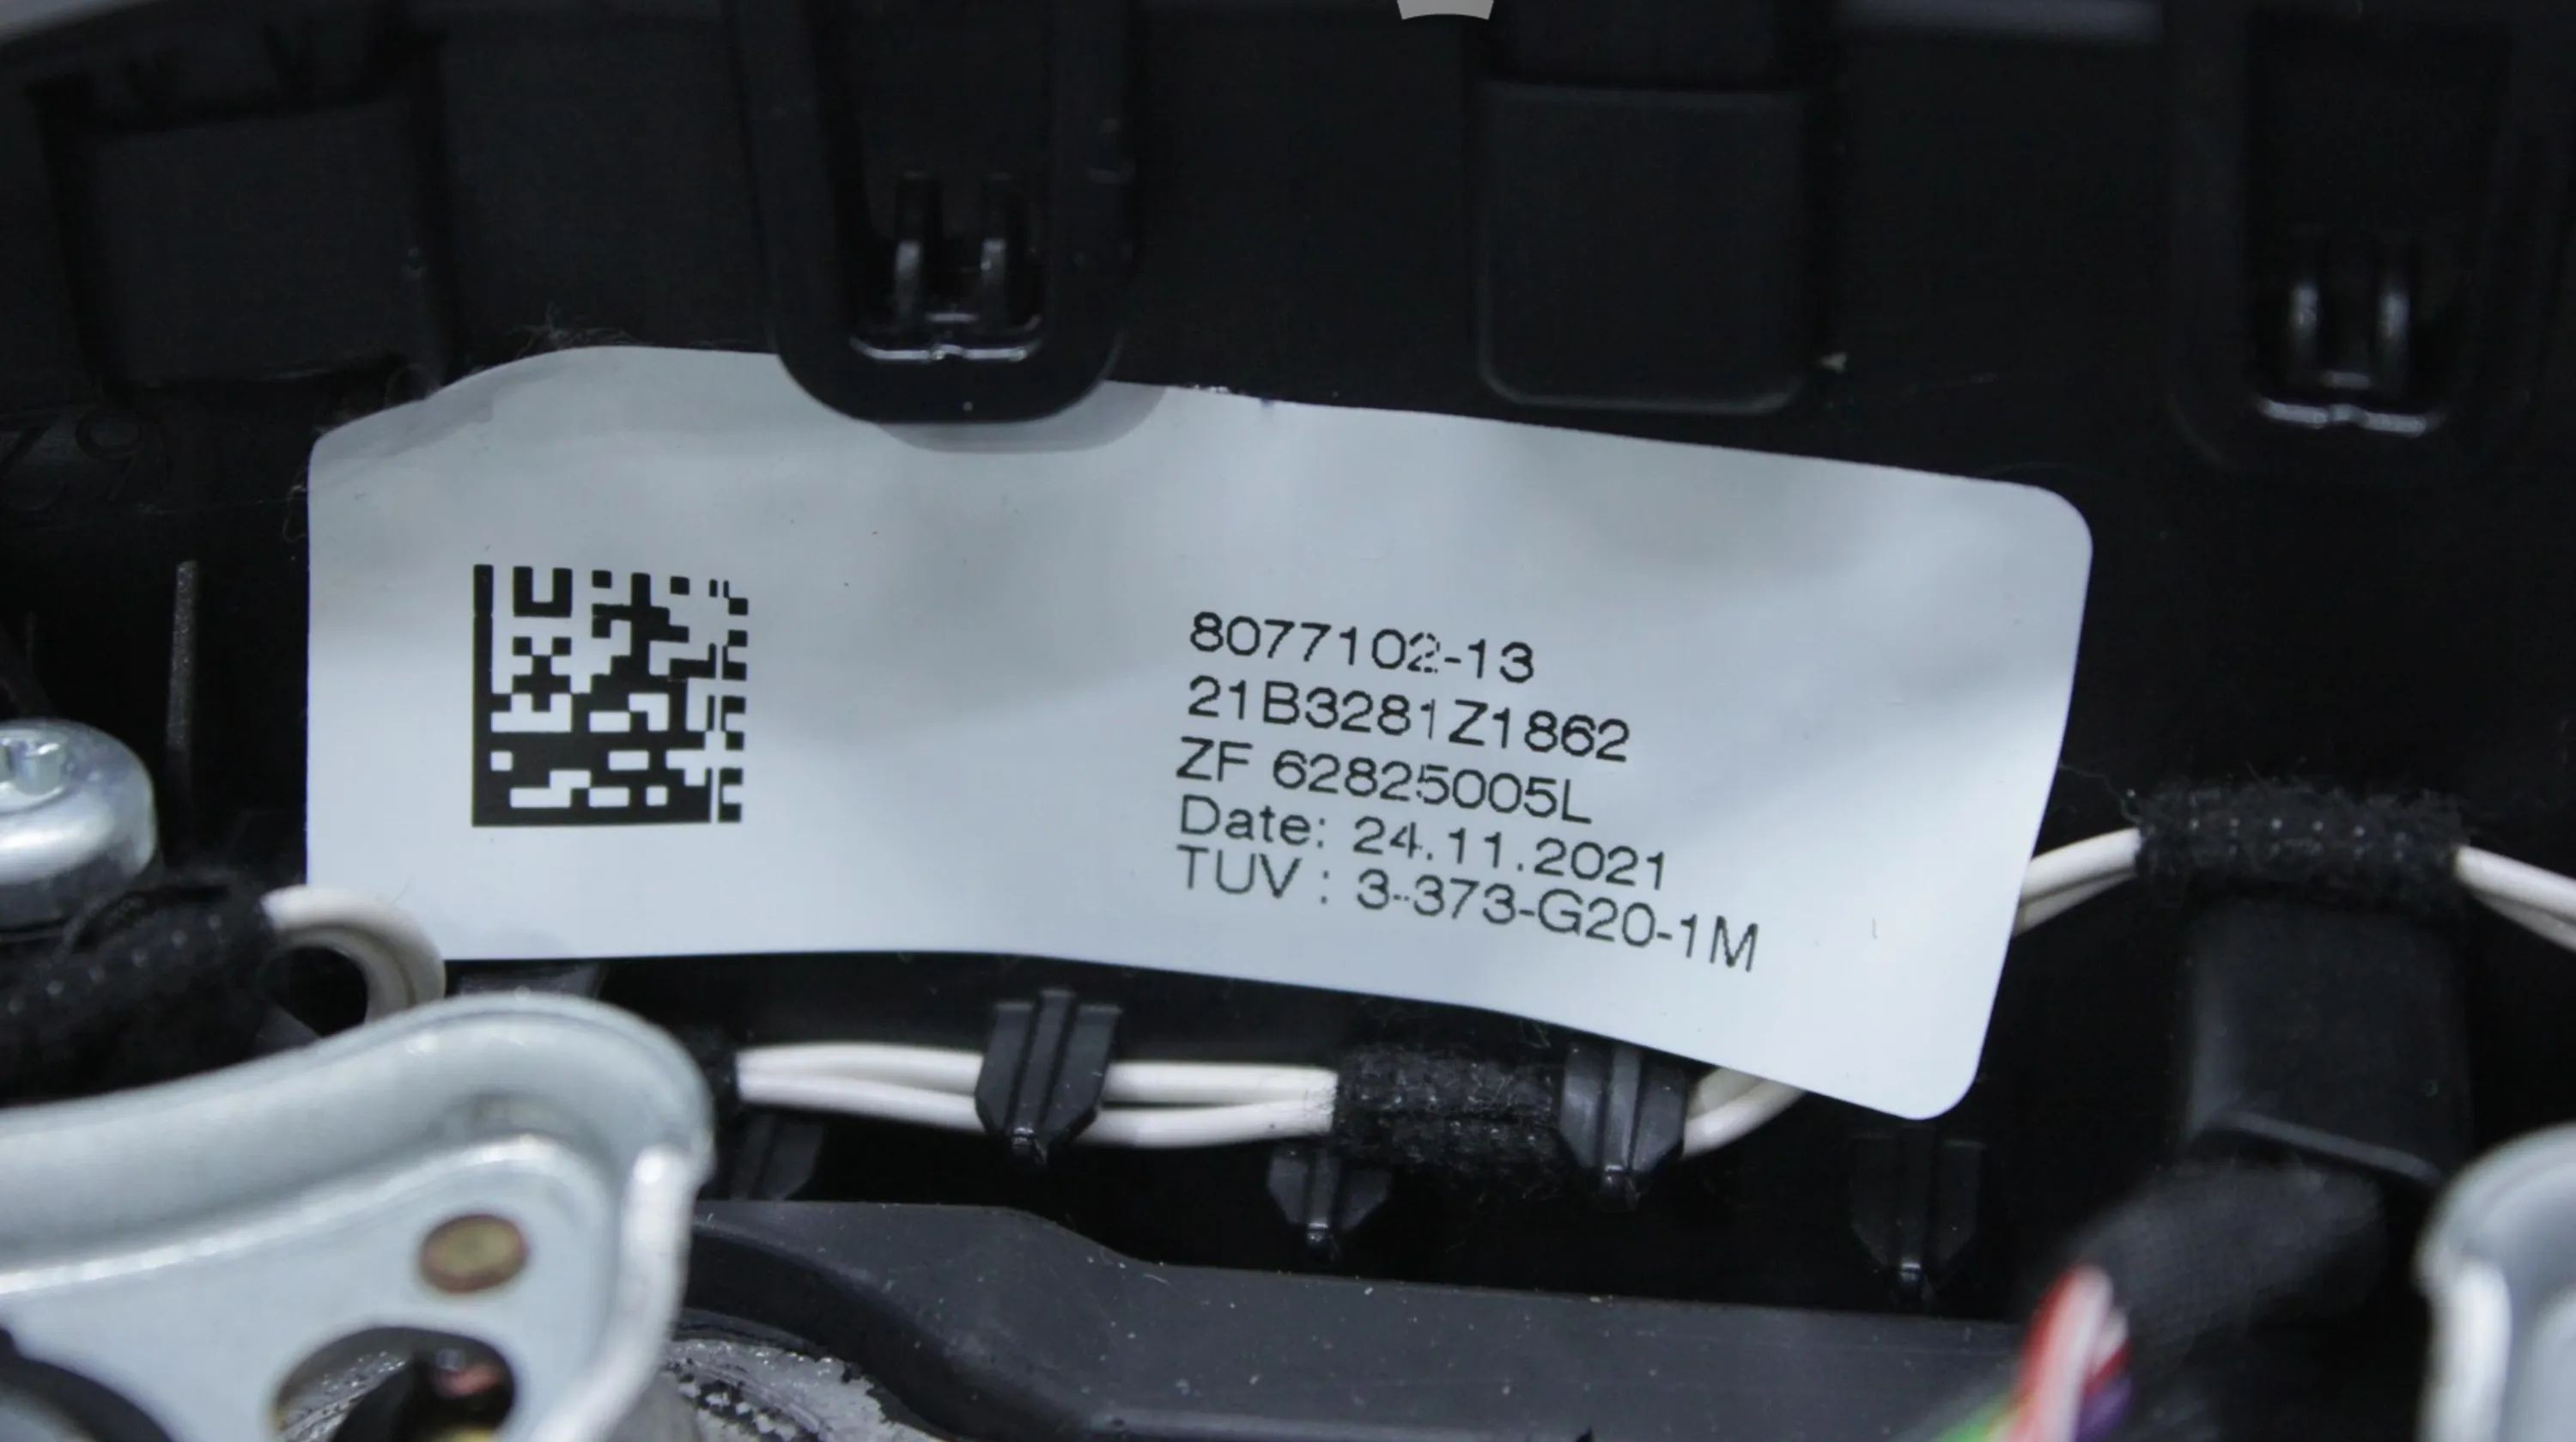 8077102-13
21B3281Z1862
ZF 62825005L
Date: 24.11.2021
TUV : 3-373-G20-1M